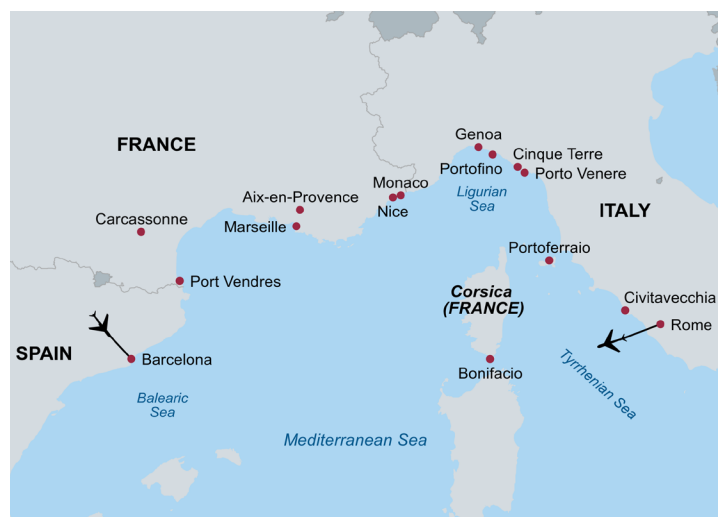 Genoa
FRANCE
Cinque Terre
Portofino
Porto Venere
Monaco
Ligurian
Sea
Aix-en-Provence
Nice
ITALY
Carcassonne
Marseille
Portoferraio
Port Vendres
Corsica
(FRANCE)
Civitavecchia
Rome
SPAIN
Barcelona
Bonifacio
Tyrrhenian Sea
Balearic
Sea
Mediterranean Sea